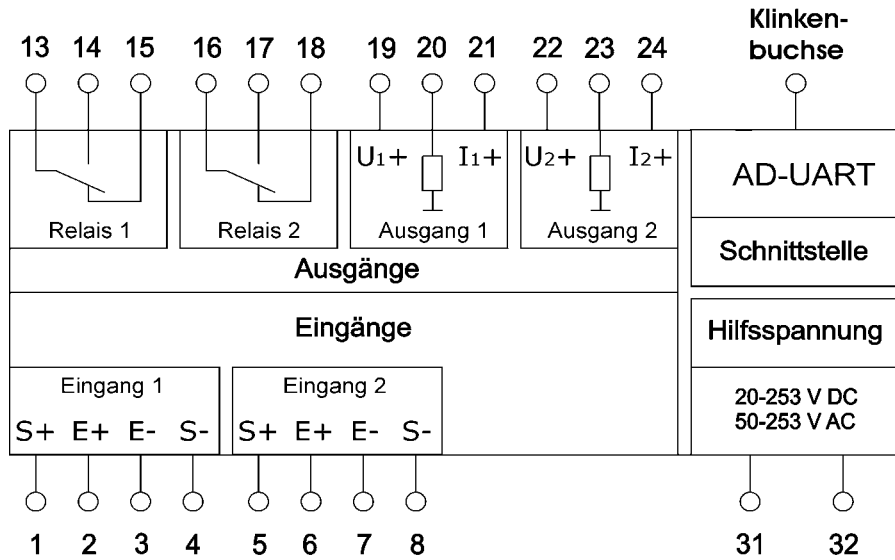 Klinken-
buchse
13 14 15 16 17 18 19 20 21 22 23 24
U1+ I1+ U2+ I2+
AD-UART
Relais 1 Relais 2 Ausgang 1 Ausgang 2
Schnittstelle
Ausgänge
Eingänge
Hilfsspannung
Eingang 1 Eingang 2
20-253 V DC
50-253 V AC
S+ E+ E- S- S+ E+ E- S-
1 2 3 4 5 6 7 8 31 32